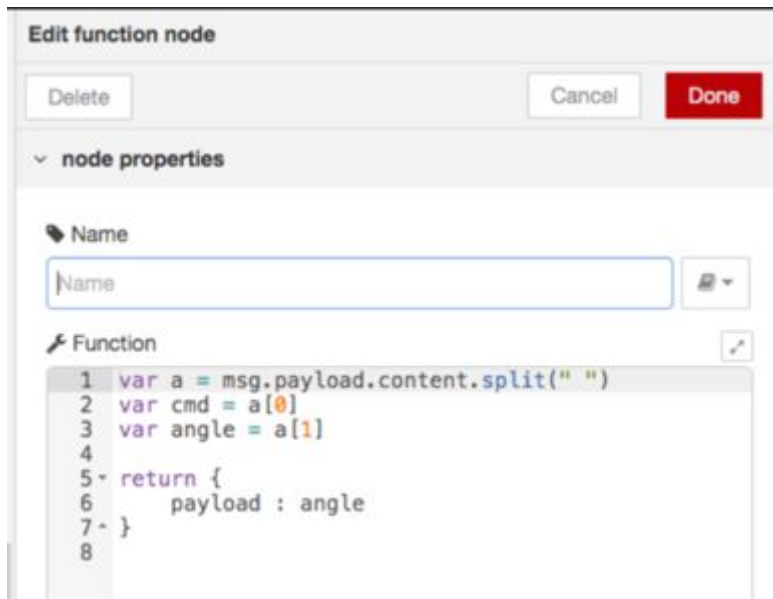 Edit function node
Delete Cancel Done
node properties
Name
Name
Function
1 var a = msg.payload.content.split(" ")
2 var cmd = a[0]
3 var angle = a[1]
4
5 return {
6 payload : angle
7 }
8